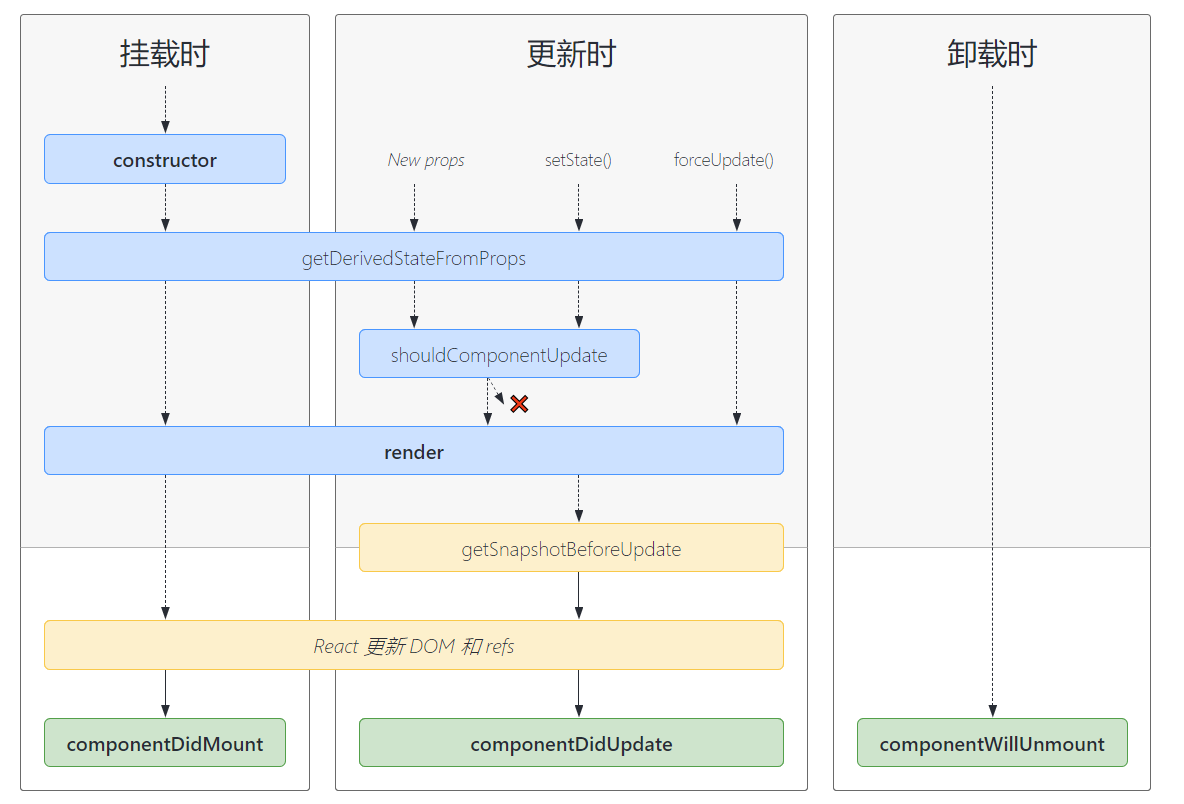 挂载时
更新时
卸载时
constructor
New props
setState()
forceUpdate()
getDerivedStateFromProps
shouldComponentUpdate
render
getSnapshotBeforeUpdate
React 更新 DOM 和 refs
componentDidMount
componentDidUpdate
componentWillUnmount